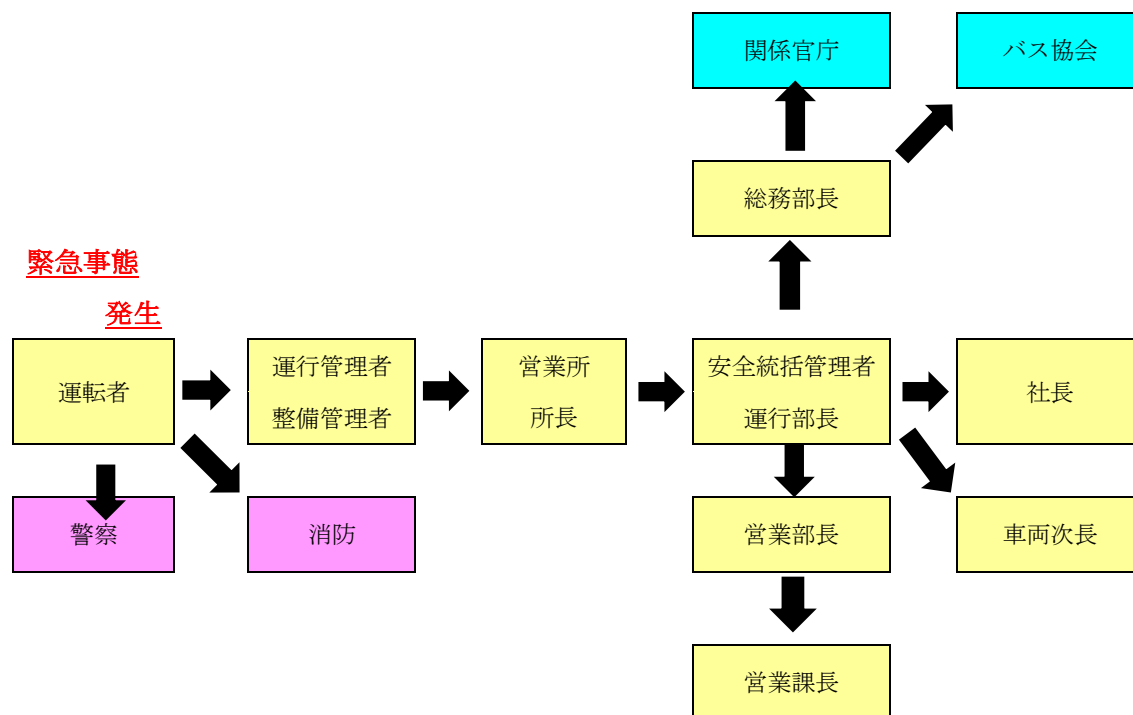 関係官庁
バス協会
総務部長
緊急事態
発生
運転者
運行管理者
整備管理者
営業所
所長
安全統括管理者
運行部長
社長
警察
消防
営業部長
車両次長
営業課長